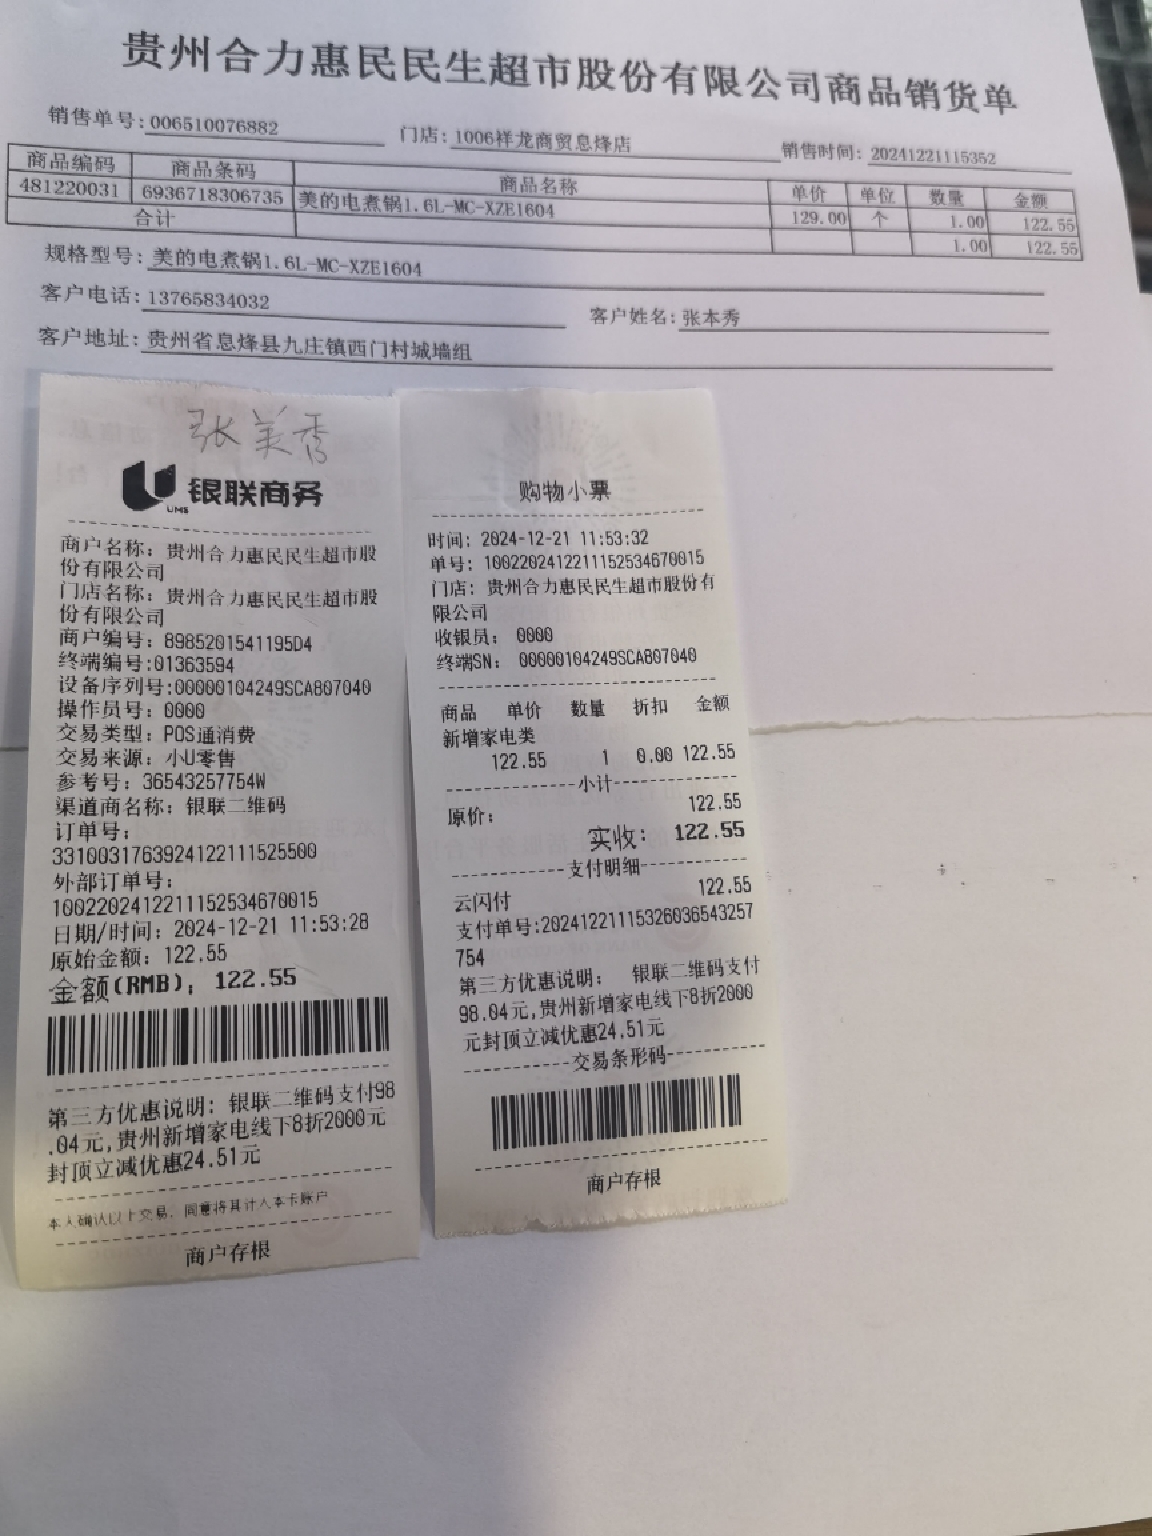 贵州合力惠民民生超市股份有限公司商品销货单
销售单号:006510076882 门店:1006祥龙商贸息烽店 销售时间:20241221115352
商品编码 商品条码 商品名称 单价 单位 数量 金额
481220031 6936718306735 美的电煮锅1.6L-MC-XZE1604 129.00 个 1.00 122.55
合计 1.00 122.55
规格型号:美的电煮锅1.6L-MC-XZE1604
客户电话:13765834032 客户姓名:张本秀
客户地址:贵州省息烽县九庄镇西门村城墙组
张美秀
UMS
银联商务
商户名称: 贵州合力惠民民生超市股
份有限公司
门店名称: 贵州合力惠民民生超市股
份有限公司
商户编号: 8985201541195D4
终端编号:01363594
设备序列号:00000104249SCA807040
操作员号: 0000
交易类型: POS通消费
交易来源: 小U零售
参考号: 36543257754W
渠道商名称: 银联二维码
订单号:
33100317639241221115255​00
外部订单号:
10022024122111525346700​15
日期/时间: 2024-12-21 11:53:28
原始金额: 122.55
金额(RMB): 122.55
第三方优惠说明: 银联二维码支付98
.04元,贵州新增家电线下8折2000元
封顶立减优惠24.51元
本人确认以上交易, 同意将其计入本卡账户
商户存根
购物小票
时间: 2024-12-21 11:53:32
单号: 1002202412211152534670015
门店: 贵州合力惠民民生超市股份有
限公司
收银员: 0000
终端SN: 00000104249SCA807040
商品 单价 数量 折扣 金额
新增家电类
122.55 1 0.00 122.55
小计
原价: 122.55
实收: 122.55
支付明细
云闪付 122.55
支付单号:20241221115326036543257
754
第三方优惠说明: 银联二维码支付
98.04元,贵州新增家电线下8折2000
元封顶立减优惠24.51元
交易条形码
商户存根